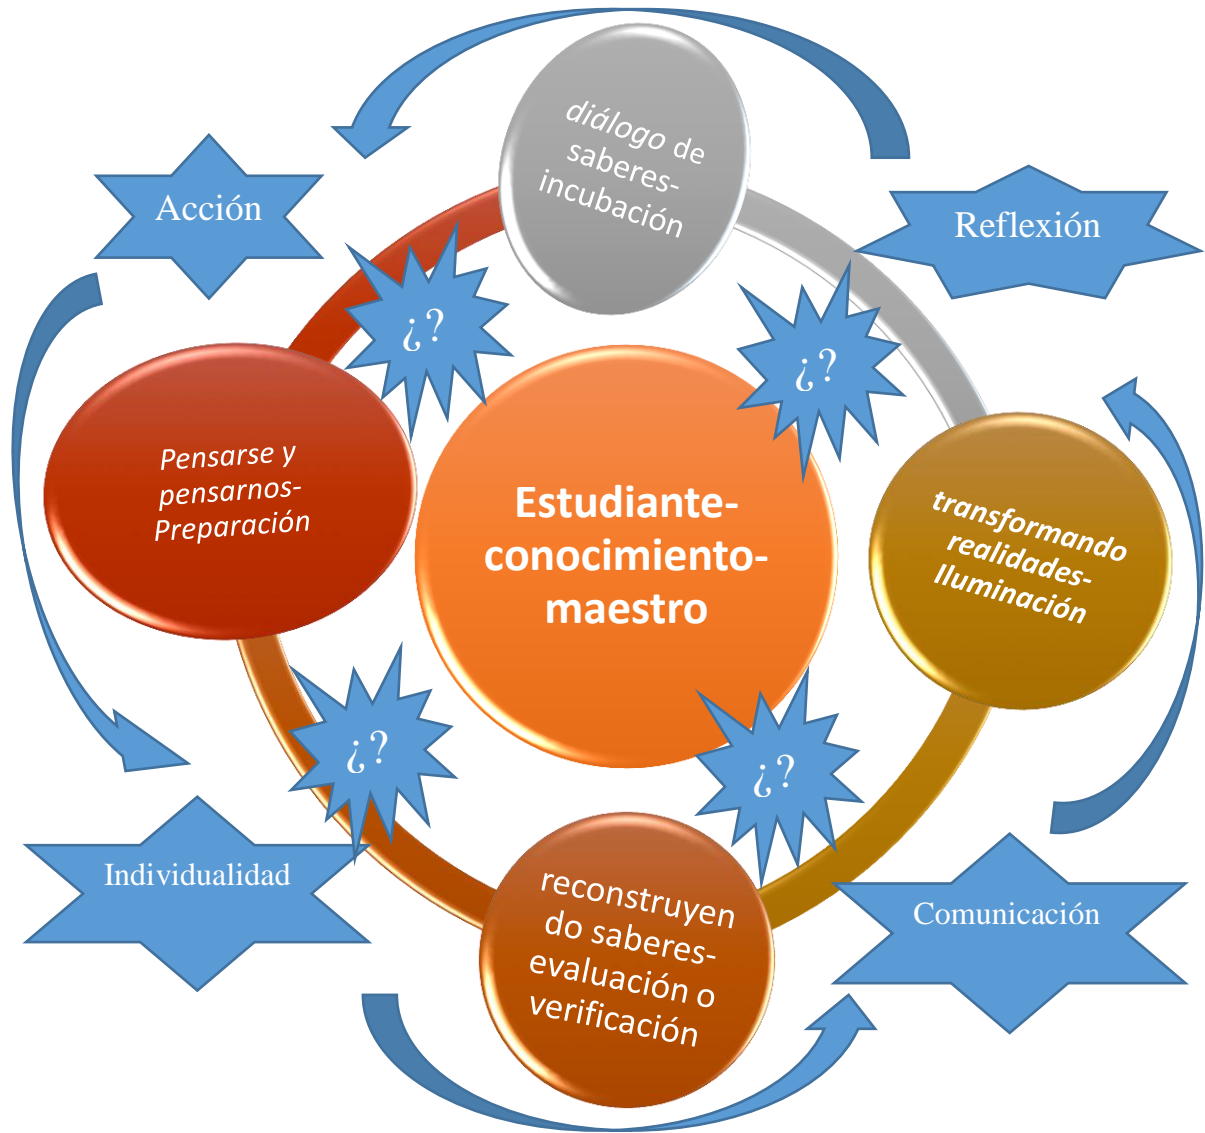 diálogo de
saberes-
incubación
Acción
Reflexión
¿?
¿?
Pensarse y
pensarnos-
Preparación
Estudiante-
conocimiento-
maestro
transformando
realidades-
Iluminación
¿?
¿?
Individualidad
reconstruyen
do saberes-
evaluación o
verificación
Comunicación